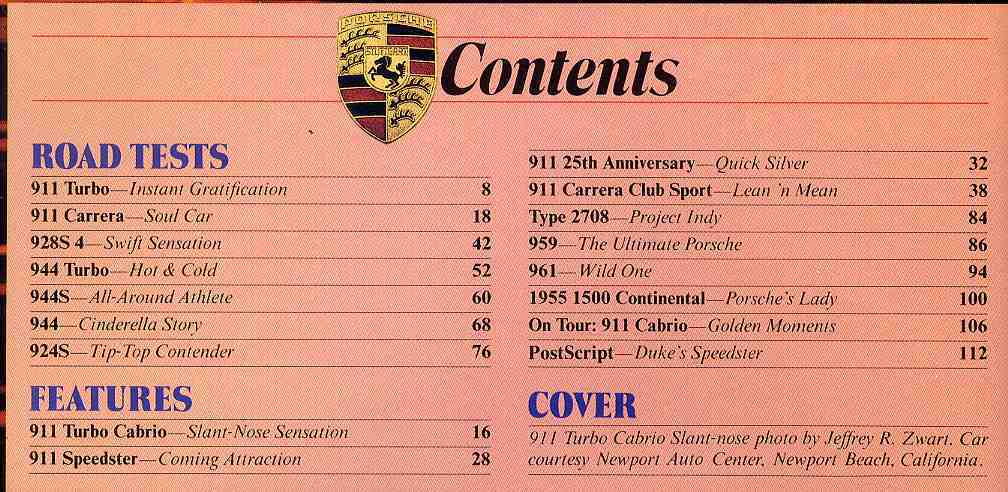 PORSCHE
STUTTGART
Contents
ROAD TESTS
911 Turbo—Instant Gratification 8
911 Carrera—Soul Car 18
928S 4—Swift Sensation 42
944 Turbo—Hot & Cold 52
944S—All-Around Athlete 60
944—Cinderella Story 68
924S—Tip-Top Contender 76
FEATURES
911 Turbo Cabrio—Slant-Nose Sensation 16
911 Speedster—Coming Attraction 28
911 25th Anniversary—Quick Silver 32
911 Carrera Club Sport—Lean 'n Mean 38
Type 2708—Project Indy 84
959—The Ultimate Porsche 86
961—Wild One 94
1955 1500 Continental—Porsche's Lady 100
On Tour: 911 Cabrio—Golden Moments 106
PostScript—Duke's Speedster 112
COVER
911 Turbo Cabrio Slant-nose photo by Jeffrey R. Zwart. Car
courtesy Newport Auto Center, Newport Beach, California.